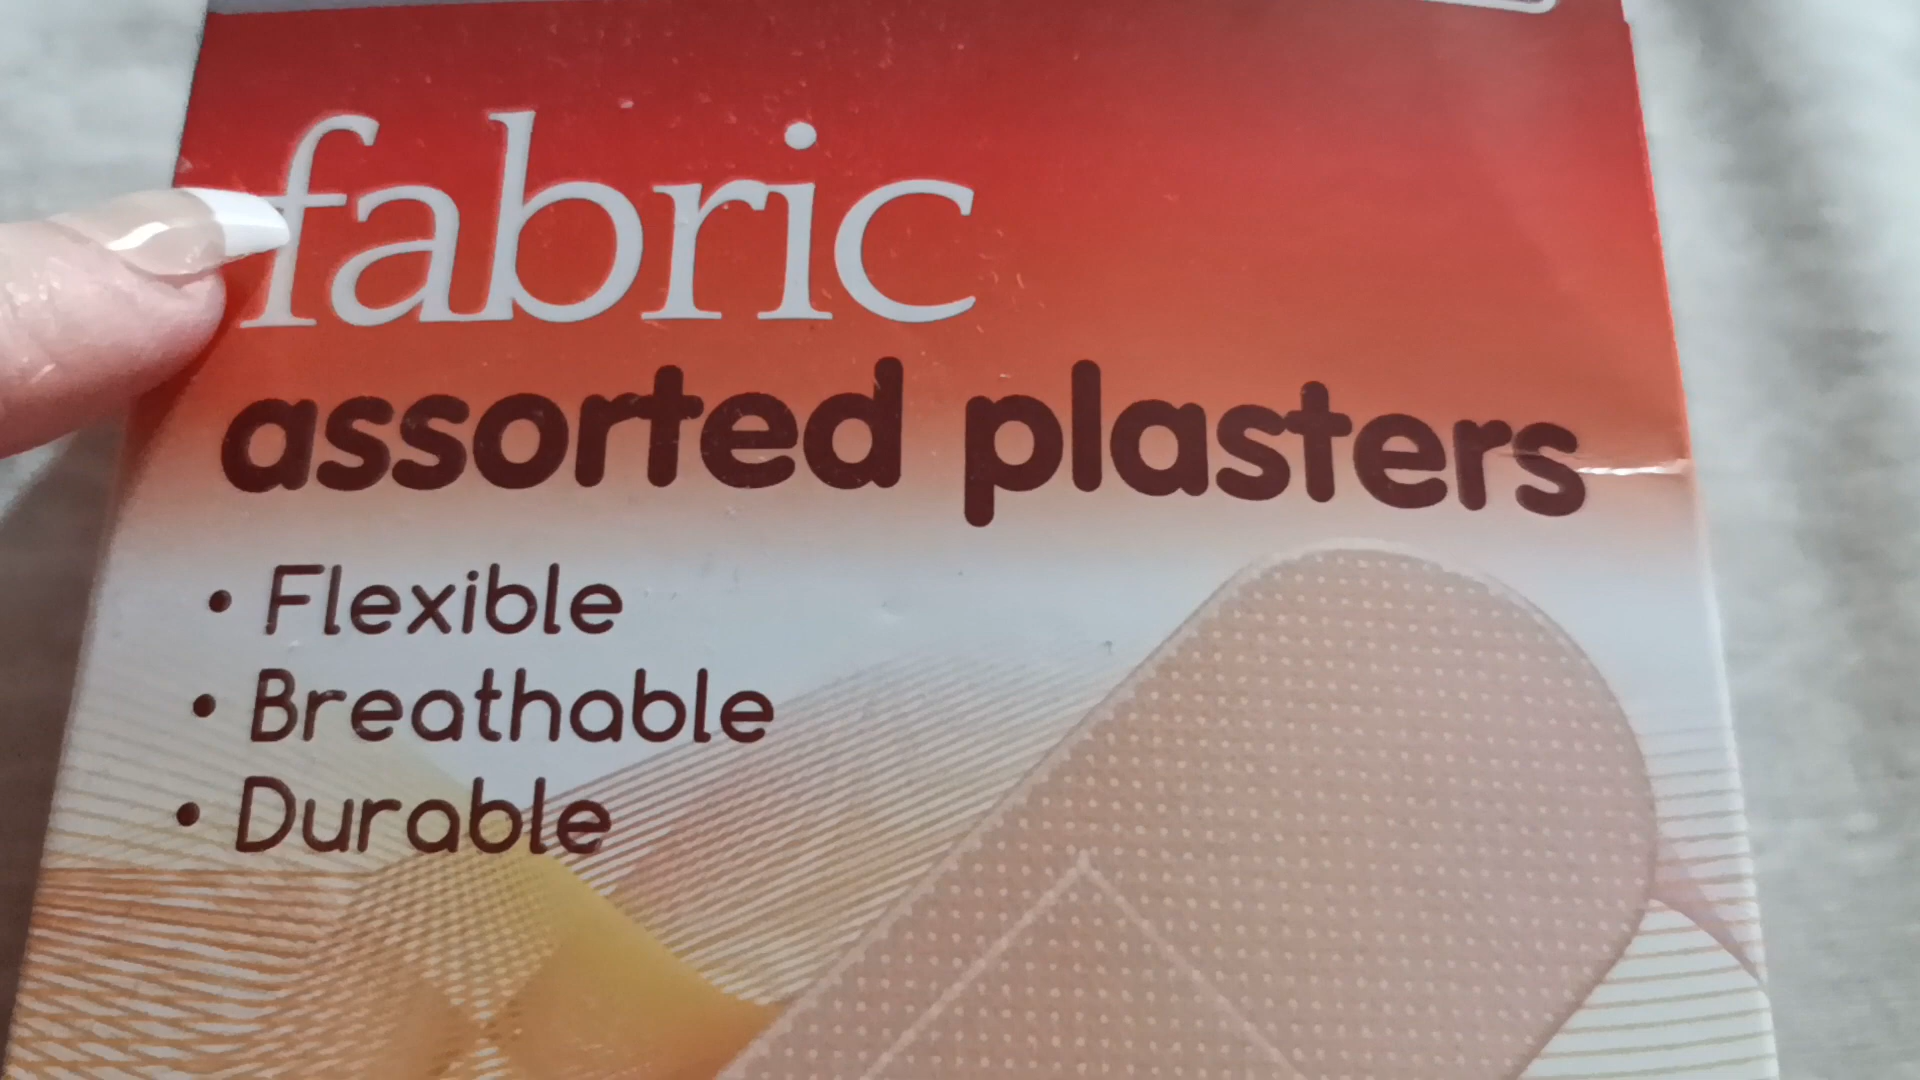 fabric
assorted plasters
• Flexible
• Breathable
• Durable